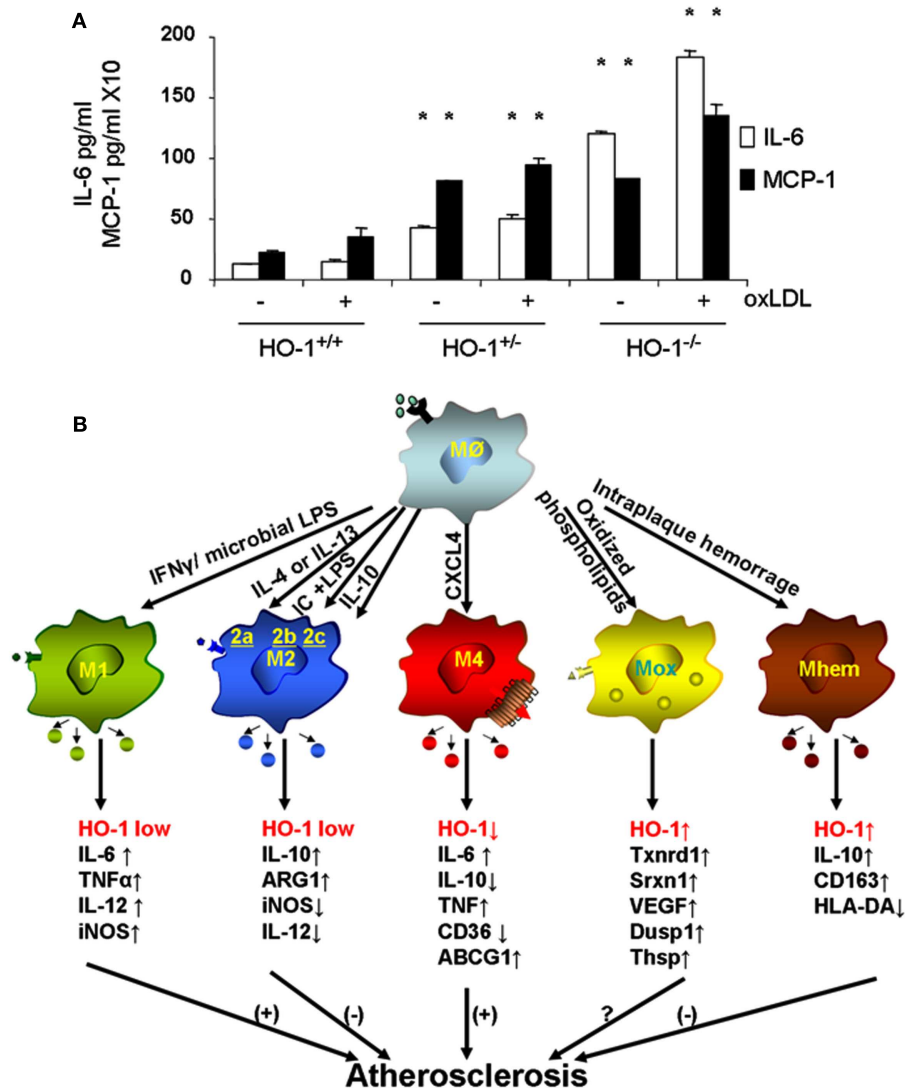 A
IL-6 pg/ml
MCP-1 pg/ml X10
200
150
100
50
0
* * * * * * * *
IL-6
MCP-1
- + - + - + oxLDL
HO-1+/+ HO-1+/- HO-1-/-
B
MØ
IFNγ/ microbial LPS
IL-4 or IL-13
IC +LPS
IL-10
CXCL4
Oxidized
phospholipids
Intraplaque hemorrage
M1
2a 2b 2c
M2
M4
Mox
Mhem
HO-1 low
IL-6 ↑
TNFα↑
IL-12 ↑
iNOS↑
HO-1 low
IL-10↑
ARG1↑
iNOS↓
IL-12↓
HO-1↓
IL-6 ↑
IL-10↓
TNF↑
CD36 ↓
ABCG1↑
HO-1↑
Txnrd1↑
Srxn1↑
VEGF↑
Dusp1↑
Thsp↑
HO-1↑
IL-10↑
CD163↑
HLA-DA↓
(+) (-) (+) ? (-)
Atherosclerosis